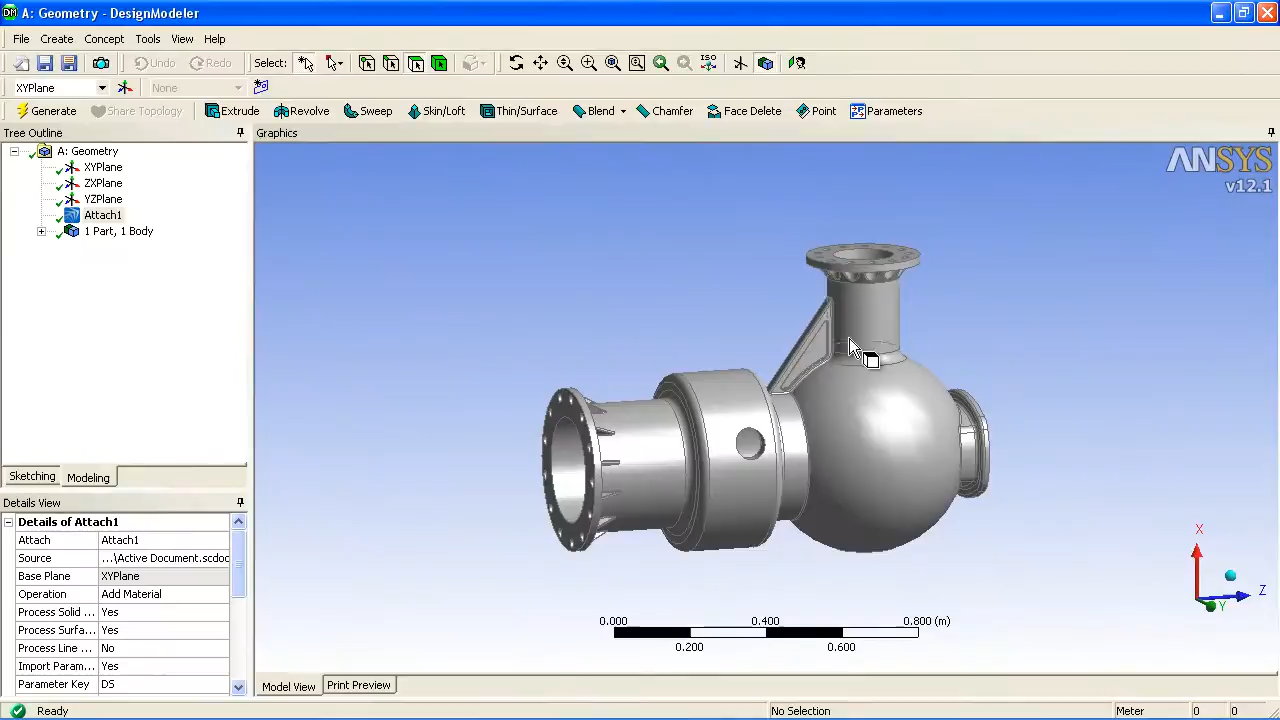 A: Geometry - DesignModeler
File Create Concept Tools View Help
Undo Redo Select: ISO
XYPlane None
Generate Share Topology Extrude Revolve Sweep Skin/Loft Thin/Surface Blend Chamfer Face Delete Point Parameters
Tree Outline
Graphics
A: Geometry
XYPlane
ZXPlane
YZPlane
Attach1
1 Part, 1 Body
ANSYS
v12.1
Sketching Modeling
Details View
Details of Attach1
Attach Attach1
Source ...\Active Document.scdoc
Base Plane XYPlane
Operation Add Material
Process Solid ... Yes
Process Surfa... Yes
Process Line ... No
Import Param... Yes
Parameter Key DS
X
Z
Y
0.000 0.400 0.800 (m)
0.200 0.600
Model View Print Preview
Ready No Selection Meter 0 0